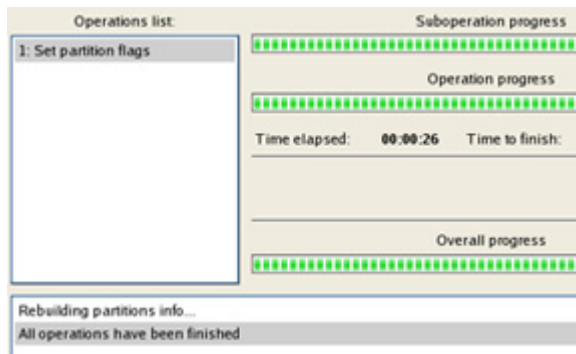 Operations list:
1: Set partition flags
Suboperation progress
Operation progress
Time elapsed: 00:00:26 Time to finish:
Overall progress
Rebuilding partitions info...
All operations have been finished